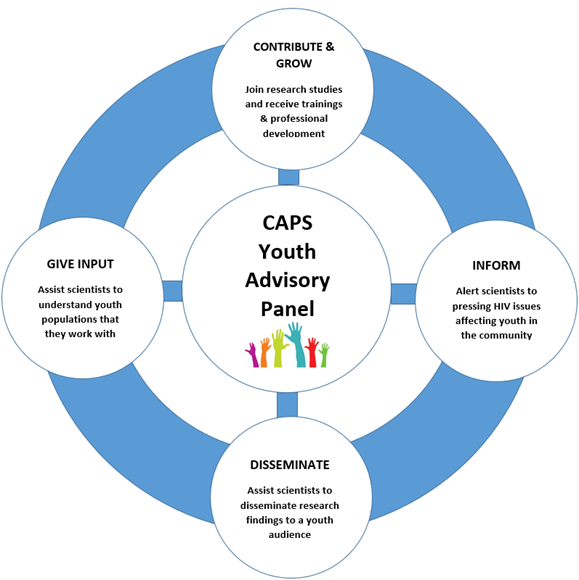 CONTRIBUTE &
GROW
Join research studies
and receive trainings
& professional
development
GIVE INPUT
Assist scientists to
understand youth
populations that
they work with
CAPS
Youth
Advisory
Panel
INFORM
Alert scientists to
pressing HIV issues
affecting youth in
the community
DISSEMINATE
Assist scientists to
disseminate research
findings to a youth
audience